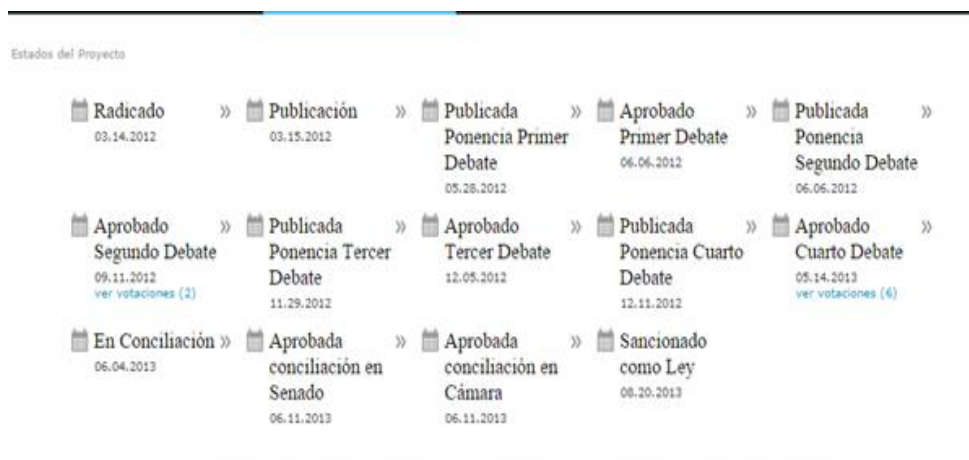 Estados del Proyecto
Radicado »
03.14.2012
Publicación »
03.15.2012
Publicada »
Ponencia Primer
Debate
05.28.2012
Aprobado »
Primer Debate
06.06.2012
Publicada »
Ponencia
Segundo Debate
06.06.2012
Aprobado »
Segundo Debate
09.11.2012
ver votaciones (2)
Publicada »
Ponencia Tercer
Debate
11.29.2012
Aprobado »
Tercer Debate
12.05.2012
Publicada »
Ponencia Cuarto
Debate
12.11.2012
Aprobado »
Cuarto Debate
05.14.2013
ver votaciones (6)
En Conciliación »
06.04.2013
Aprobada »
conciliación en
Senado
06.11.2013
Aprobada »
conciliación en
Cámara
06.11.2013
Sancionado
como Ley
08.20.2013